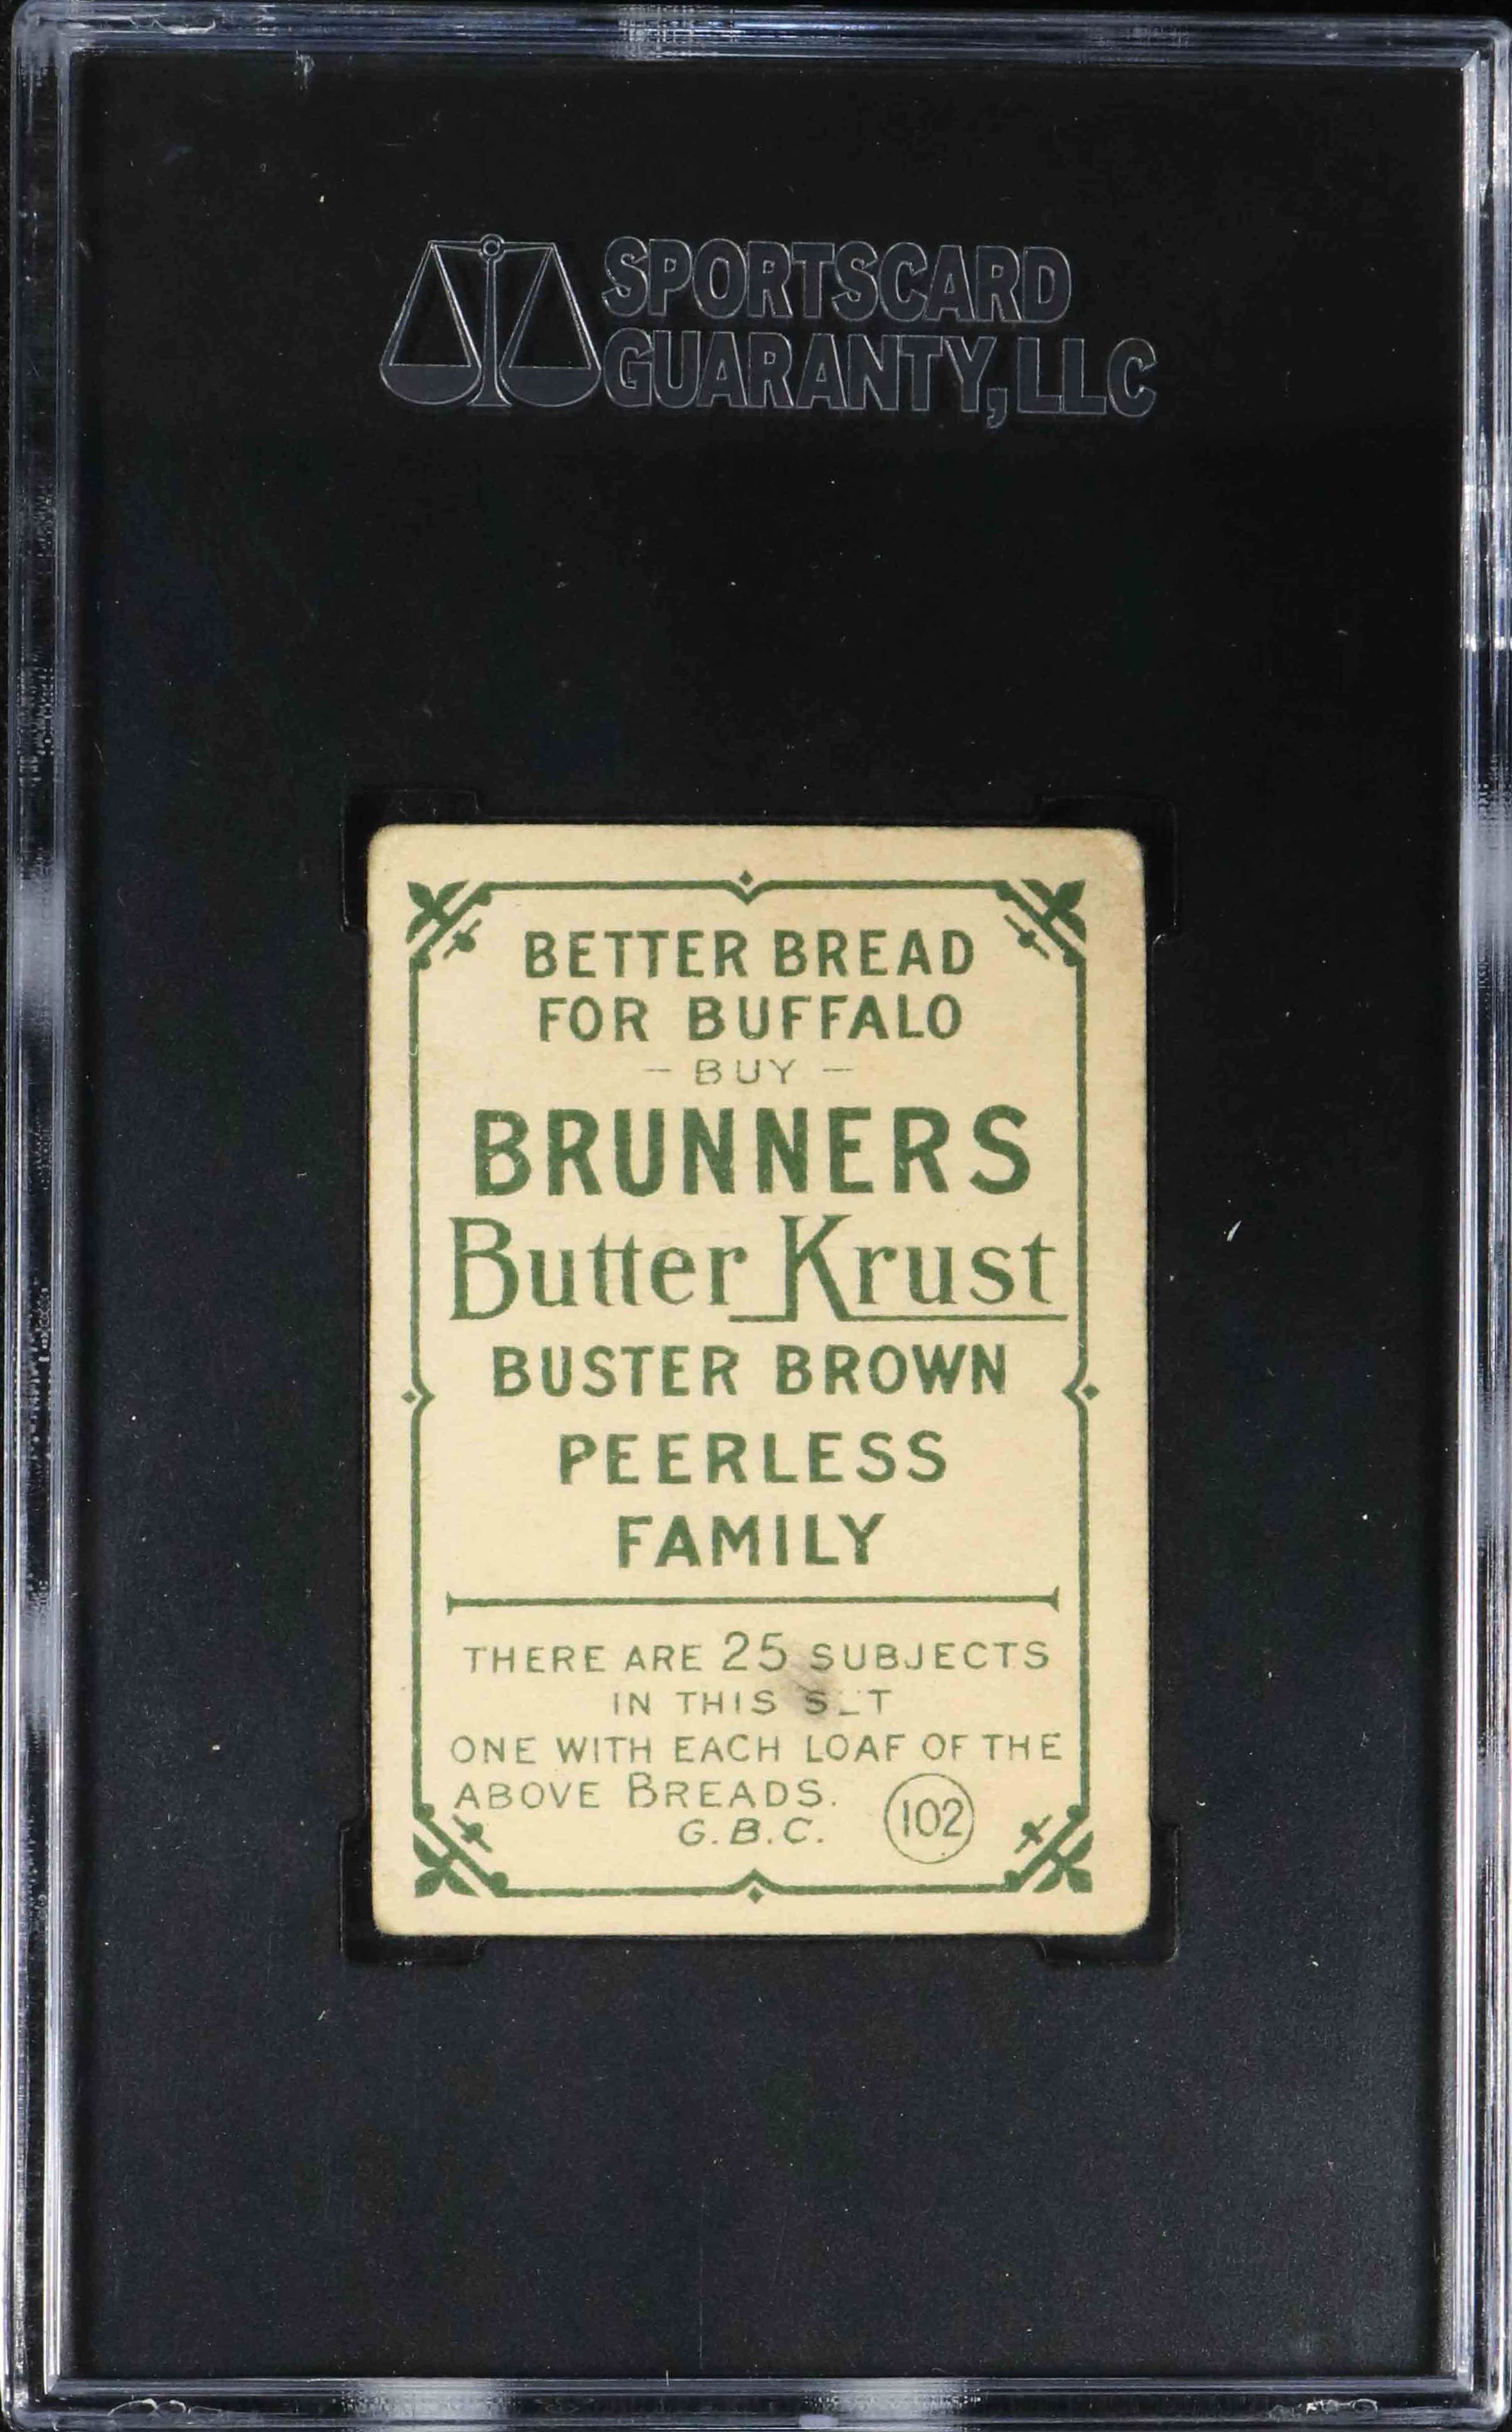 SPORTSCARD
GUARANTY, LLC
BETTER BREAD
FOR BUFFALO
- BUY -
BRUNNERS
Butter Krust
BUSTER BROWN
PEERLESS
FAMILY
THERE ARE 25 SUBJECTS
IN THIS SET
ONE WITH EACH LOAF OF THE
ABOVE BREADS.
G.B.C. 102